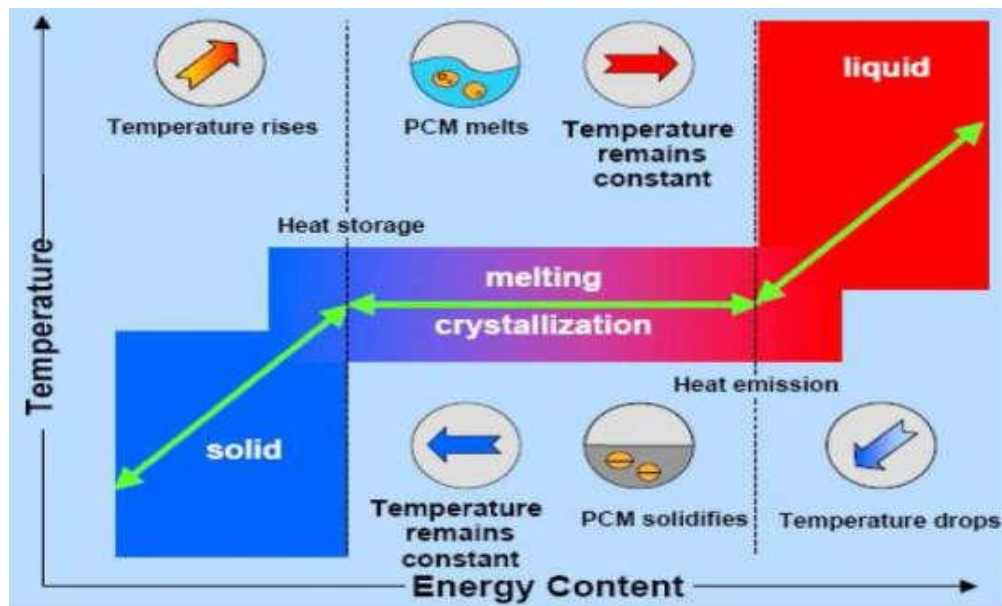 liquid
Temperature rises
PCM melts
Temperature
remains
constant
Heat storage
melting
crystallization
Temperature
Heat emission
solid
Temperature
remains
constant
PCM solidifies
Temperature drops
Energy Content